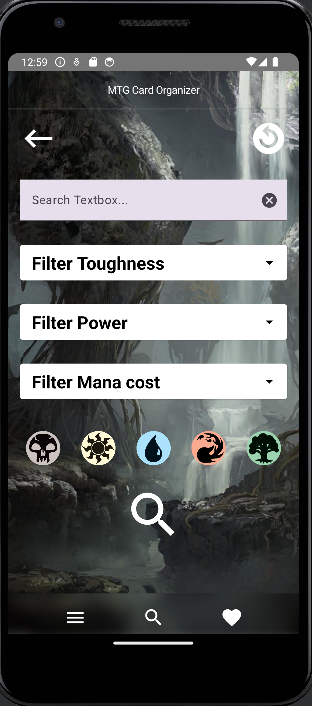 12:59
MTG Card Organizer
Search Textbox...
Filter Toughness
Filter Power
Filter Mana cost